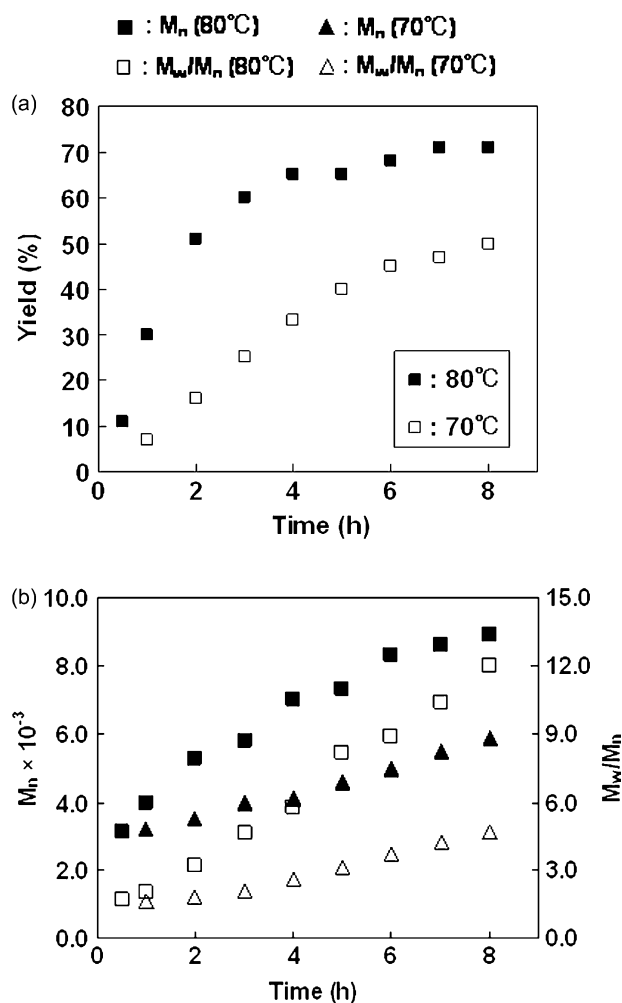 ■ : Mn (80℃) ▲ : Mn (70℃)
□ : Mw/Mn (80℃) △ : Mw/Mn (70℃)
(a)
80
70
60
50
40
30
20
10
0
Yield (%)
■ : 80℃
□ : 70℃
0 2 4 6 8
Time (h)
(b)
10.0
8.0
6.0
4.0
2.0
0.0
Mn × 10⁻³
15.0
12.0
9.0
6.0
3.0
0.0
Mw/Mn
0 2 4 6 8
Time (h)